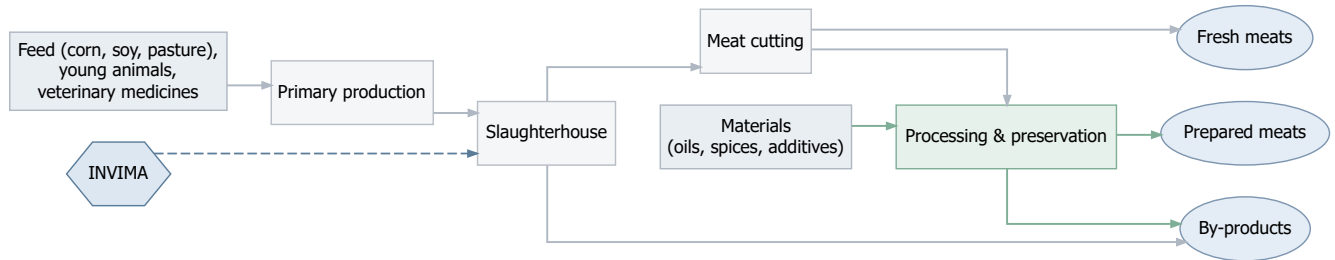 Feed (corn, soy, pasture),
young animals,
veterinary medicines
Primary production
INVIMA
Slaughterhouse
Meat cutting
Materials
(oils, spices, additives)
Processing & preservation
Fresh meats
Prepared meats
By-products